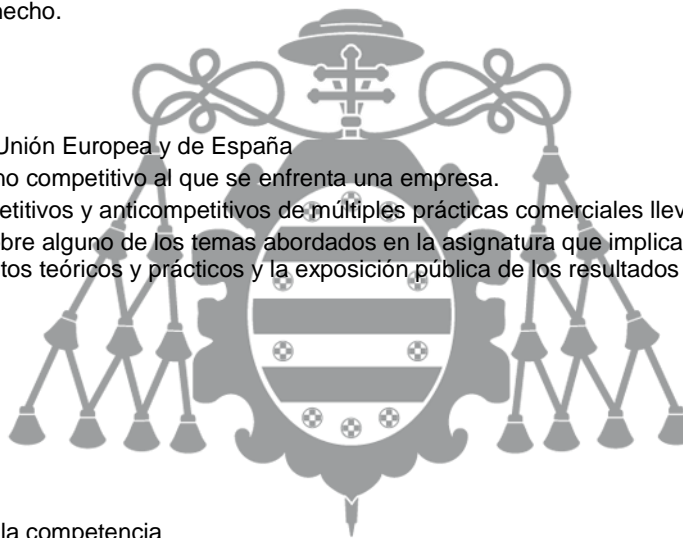 hecho.
Unión Europea y de España
no competitivo al que se enfrenta una empresa.
etitivos y anticompetitivos de múltiples prácticas comerciales llev
bre alguno de los temas abordados en la asignatura que implica
tos teóricos y prácticos y la exposición pública de los resultados
la competencia